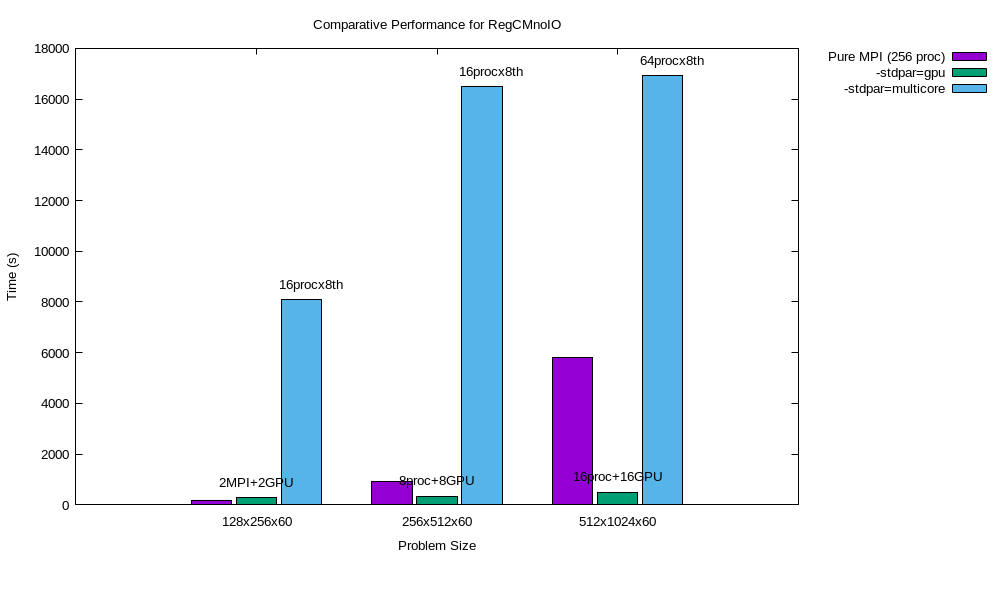 Comparative Performance for RegCMnoIO
Pure MPI (256 proc)
-stdpar=gpu
-stdpar=multicore
18000
16000
14000
12000
10000
8000
6000
4000
2000
0
Time (s)
16procx8th
64procx8th
16procx8th
2MPI+2GPU
8proc+8GPU
16proc+16GPU
128x256x60
256x512x60
512x1024x60
Problem Size